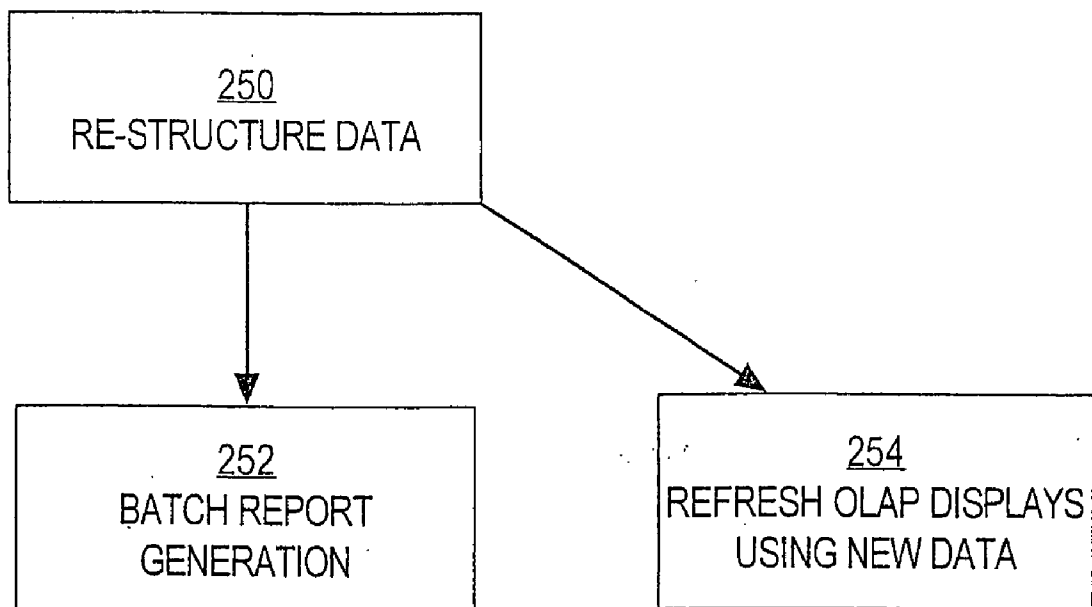 250
RE-STRUCTURE DATA
252
BATCH REPORT
GENERATION
254
REFRESH OLAP DISPLAYS
USING NEW DATA